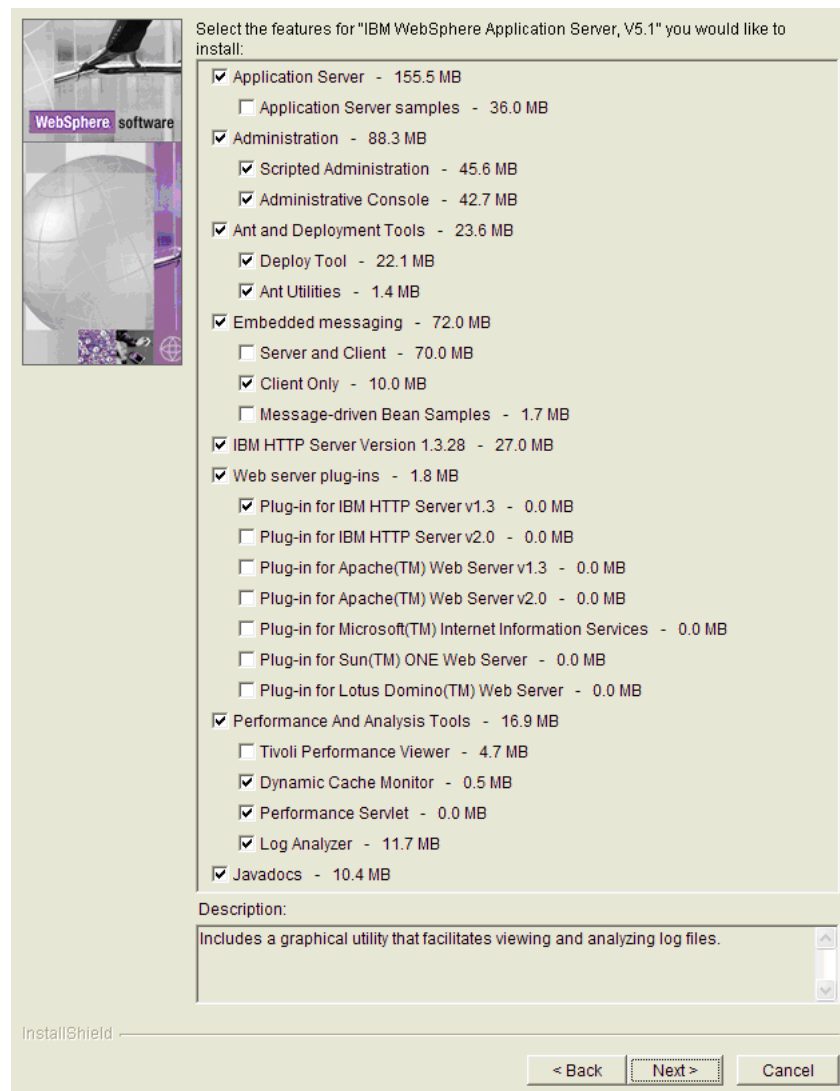 Select the features for "IBM WebSphere Application Server, V5.1" you would like to
install:
WebSphere software
Application Server - 155.5 MB
Application Server samples - 36.0 MB
Administration - 88.3 MB
Scripted Administration - 45.6 MB
Administrative Console - 42.7 MB
Ant and Deployment Tools - 23.6 MB
Deploy Tool - 22.1 MB
Ant Utilities - 1.4 MB
Embedded messaging - 72.0 MB
Server and Client - 70.0 MB
Client Only - 10.0 MB
Message-driven Bean Samples - 1.7 MB
IBM HTTP Server Version 1.3.28 - 27.0 MB
Web server plug-ins - 1.8 MB
Plug-in for IBM HTTP Server v1.3 - 0.0 MB
Plug-in for IBM HTTP Server v2.0 - 0.0 MB
Plug-in for Apache(TM) Web Server v1.3 - 0.0 MB
Plug-in for Apache(TM) Web Server v2.0 - 0.0 MB
Plug-in for Microsoft(TM) Internet Information Services - 0.0 MB
Plug-in for Sun(TM) ONE Web Server - 0.0 MB
Plug-in for Lotus Domino(TM) Web Server - 0.0 MB
Performance And Analysis Tools - 16.9 MB
Tivoli Performance Viewer - 4.7 MB
Dynamic Cache Monitor - 0.5 MB
Performance Servlet - 0.0 MB
Log Analyzer - 11.7 MB
Javadocs - 10.4 MB
Description:
Includes a graphical utility that facilitates viewing and analyzing log files.
InstallShield
< Back
Next >
Cancel